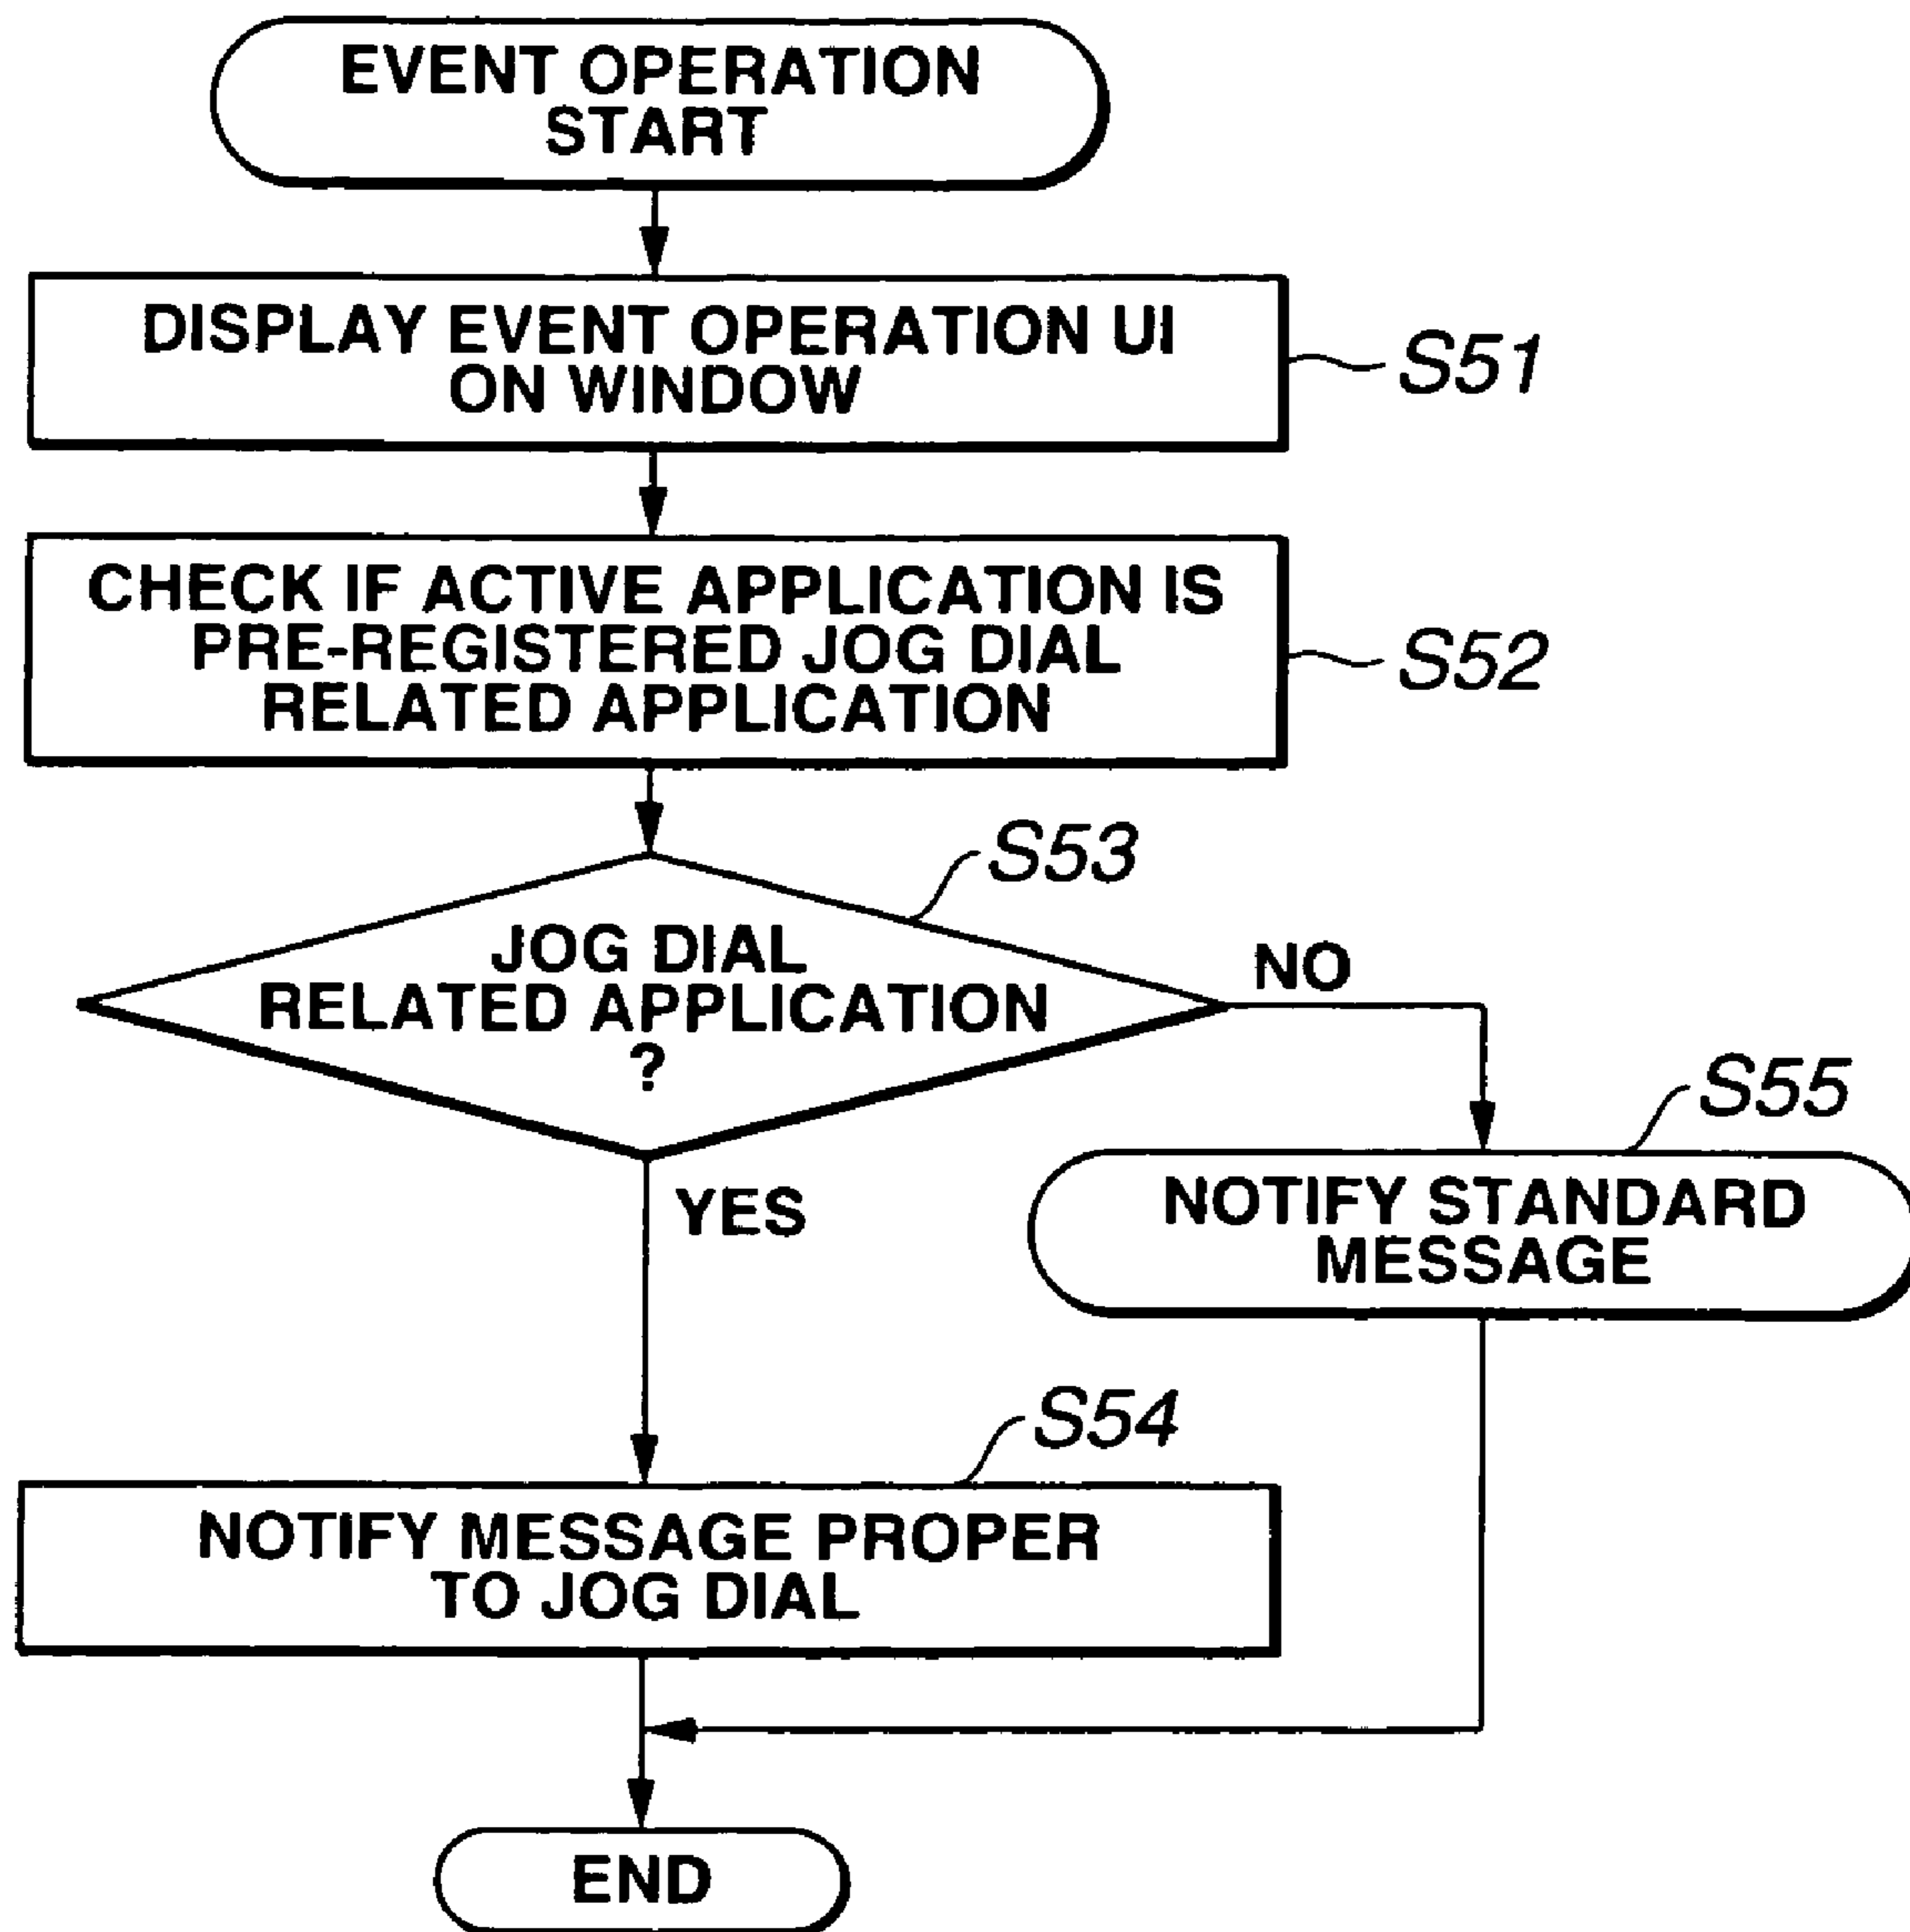 EVENT OPERATION
START
DISPLAY EVENT OPERATION UI
ON WINDOW
S51
CHECK IF ACTIVE APPLICATION IS
PRE-REGISTERED JOG DIAL
RELATED APPLICATION
S52
S53
JOG DIAL
RELATED APPLICATION
?
NO
YES
S55
NOTIFY STANDARD
MESSAGE
S54
NOTIFY MESSAGE PROPER
TO JOG DIAL
END